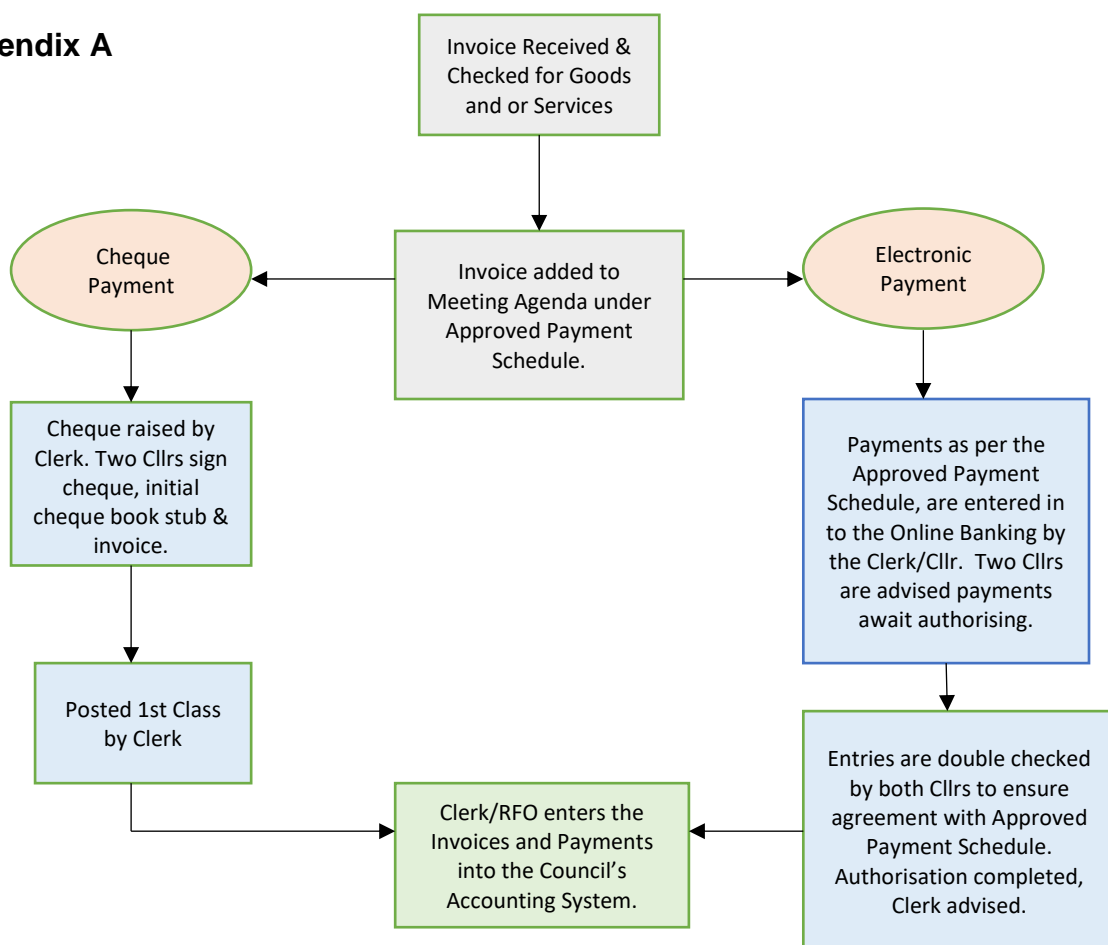 endix A
Invoice Received &
Checked for Goods
and or Services
Cheque
Payment
Invoice added to
Meeting Agenda under
Approved Payment
Schedule.
Electronic
Payment
Cheque raised by
Clerk. Two Cllrs sign
cheque, initial
cheque book stub &
invoice.
Payments as per the
Approved Payment
Schedule, are entered in
to the Online Banking by
the Clerk/Cllr. Two Cllrs
are advised payments
await authorising.
Posted 1st Class
by Clerk
Entries are double checked
by both Cllrs to ensure
agreement with Approved
Payment Schedule.
Authorisation completed,
Clerk advised.
Clerk/RFO enters the
Invoices and Payments
into the Council’s
Accounting System.